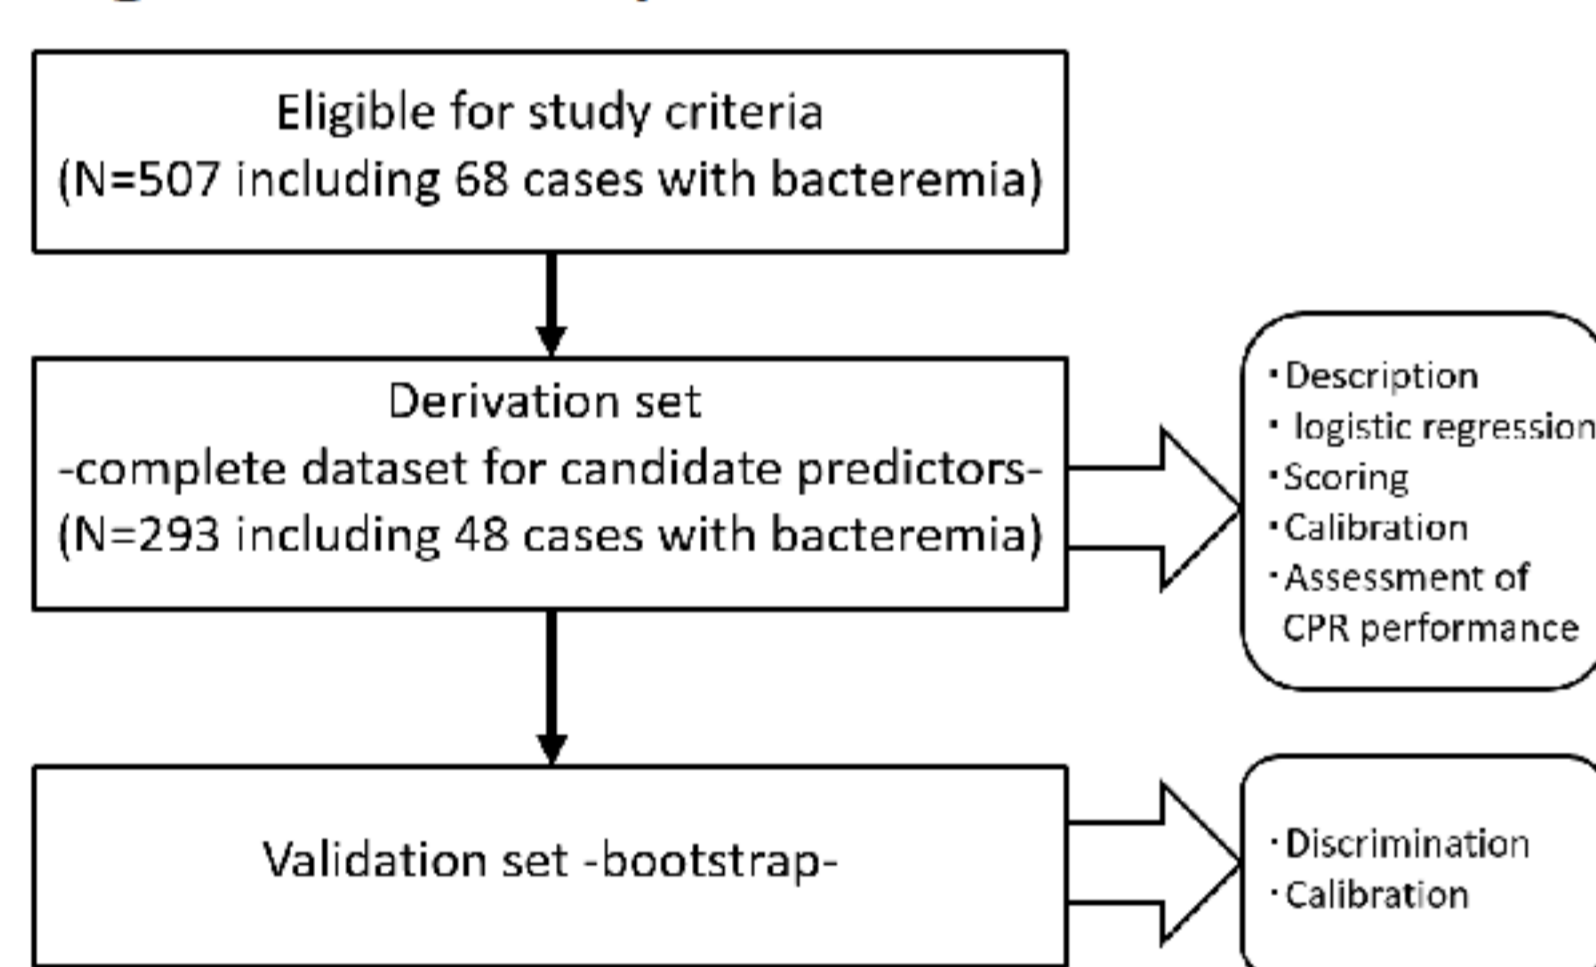 Eligible for study criteria
(N=507 including 68 cases with bacteremia)
Derivation set
-complete dataset for candidate predictors-
(N=293 including 48 cases with bacteremia)
・Description
・ logistic regression
・Scoring
・Calibration
・Assessment of
CPR performance
Validation set -bootstrap-
・Discrimination
・Calibration